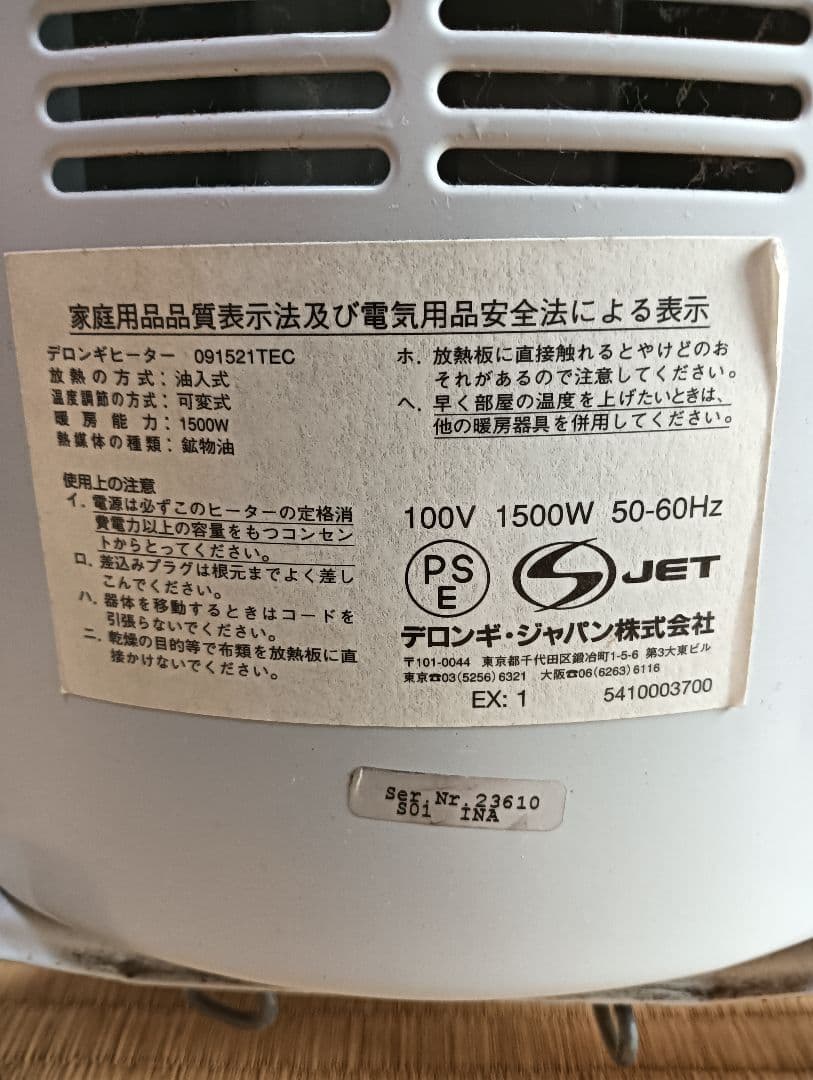 家庭用品品質表示法及び電気用品安全法による表示
デロンギヒーター 091521TEC
放熱の方式：油入式
温度調節の方式：可変式
暖房能力：1500W
熱媒体の種類：鉱物油
使用上の注意
イ．電源は必ずこのヒーターの定格消
費電力以上の容量をもつコンセン
トからとってください。
ロ．差込みプラグは根元までよく差し
こんでください。
ハ．器体を移動するときはコードを
引張らないでください。
ニ．乾燥の目的等で布類を放熱板に直
接かけないでください。
ホ．放熱板に直接触れるとやけどのお
それがあるので注意してください。
ヘ．早く部屋の温度を上げたいときは、
他の暖房器具を併用してください。
100V 1500W 50-60Hz
PS
E
JET
デロンギ・ジャパン株式会社
〒101-0044 東京都千代田区鍛冶町1-5-6 第3大東ビル
東京☎03(5256)6321 大阪☎06(6263)6116
EX: 1 5410003700
Ser.Nr.23610
S01 INA